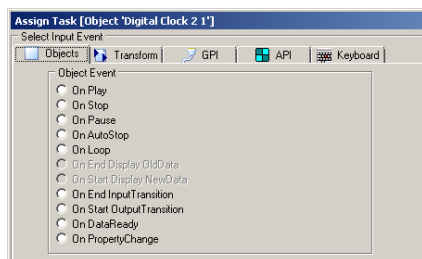 Assign Task [Object 'Digital Clock 2 1']
Select Input Event
Objects Transform GPI API Keyboard
Object Event
On Play
On Stop
On Pause
On AutoStop
On Loop
On End Display OldData
On Start Display NewData
On End InputTransition
On Start OutputTransition
On DataReady
On PropertyChange